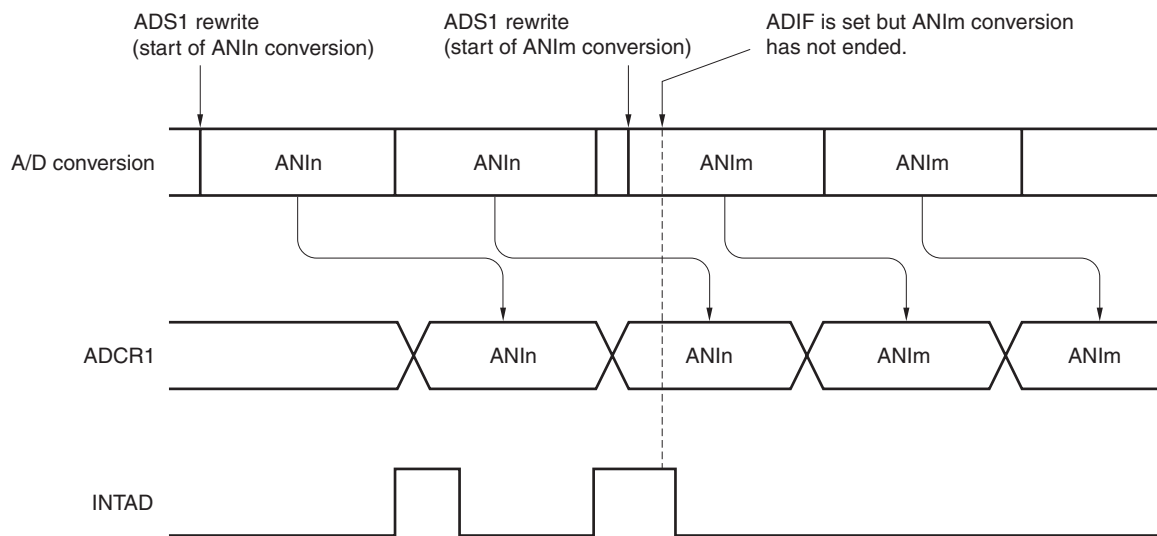 ADS1 rewrite
(start of ANIn conversion)
ADS1 rewrite
(start of ANIm conversion)
ADIF is set but ANIm conversion
has not ended.
A/D conversion
ANIn
ANIn
ANIm
ANIm
ADCR1
ANIn
ANIn
ANIm
ANIm
INTAD